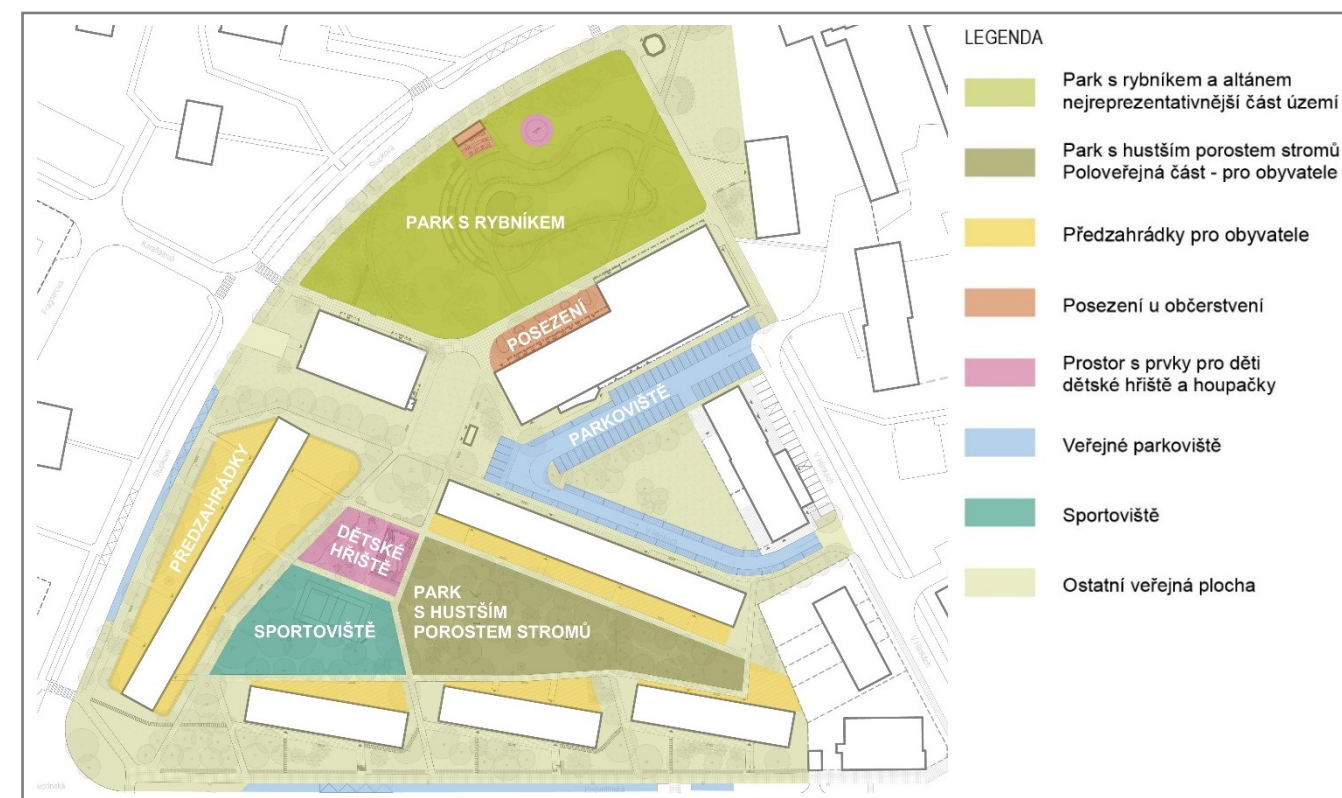 LEGENDA
Park s rybníkem a altánem
nejreprezentativnější část území
Park s hustším porostem stromů
Poloveřejná část - pro obyvatele
Předzahrádky pro obyvatele
Posezení u občerstvení
Prostor s prvky pro děti
dětské hřiště a houpačky
Veřejné parkoviště
Sportoviště
Ostatní veřejná plocha
PARK S RYBNÍKEM
POSEZENÍ
PARKOVIŠTĚ
PŘEDZAHRÁDKY
DĚTSKÉ
HŘIŠTĚ
SPORTOVIŠTĚ
PARK
S HUSTŠÍM
POROSTEM STROMŮ
Stupkova
Stupkova